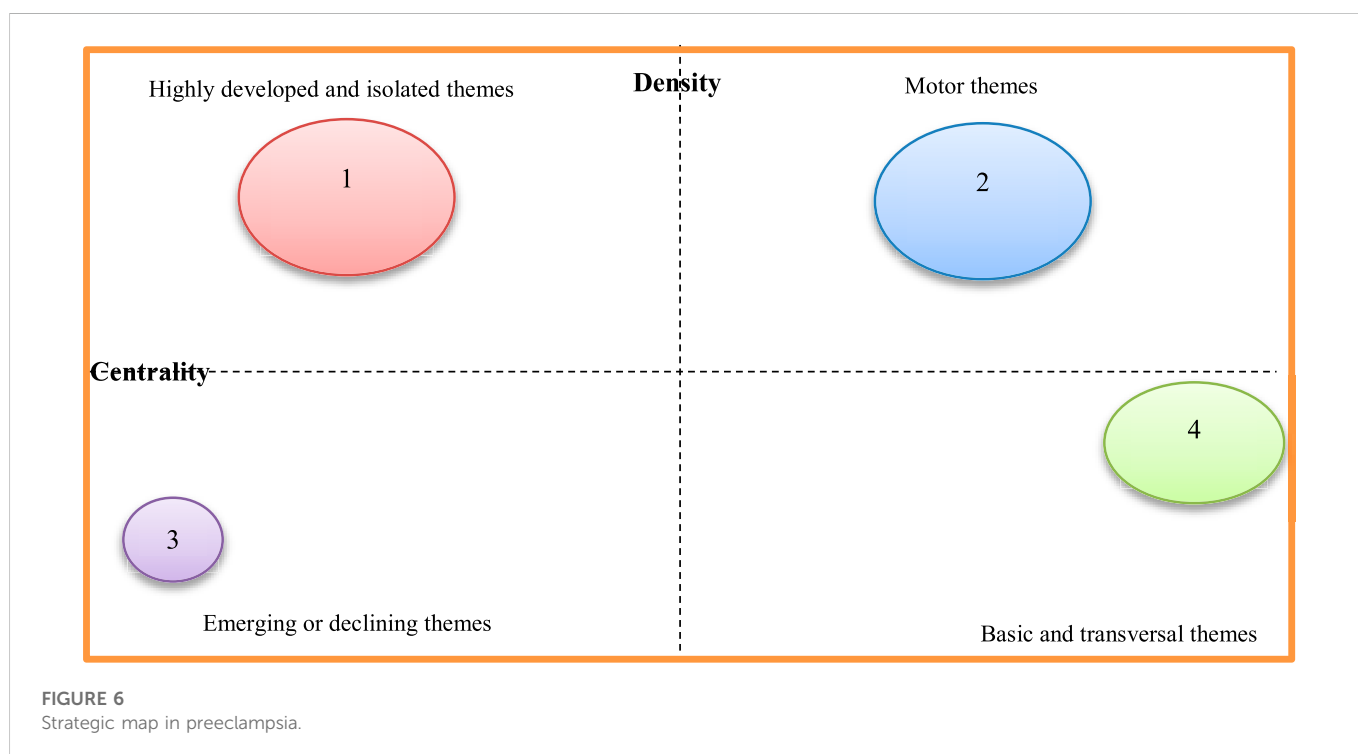 Highly developed and isolated themes
Density
Motor themes
1
2
Centrality
4
3
Emerging or declining themes
Basic and transversal themes
FIGURE 6
Strategic map in preeclampsia.